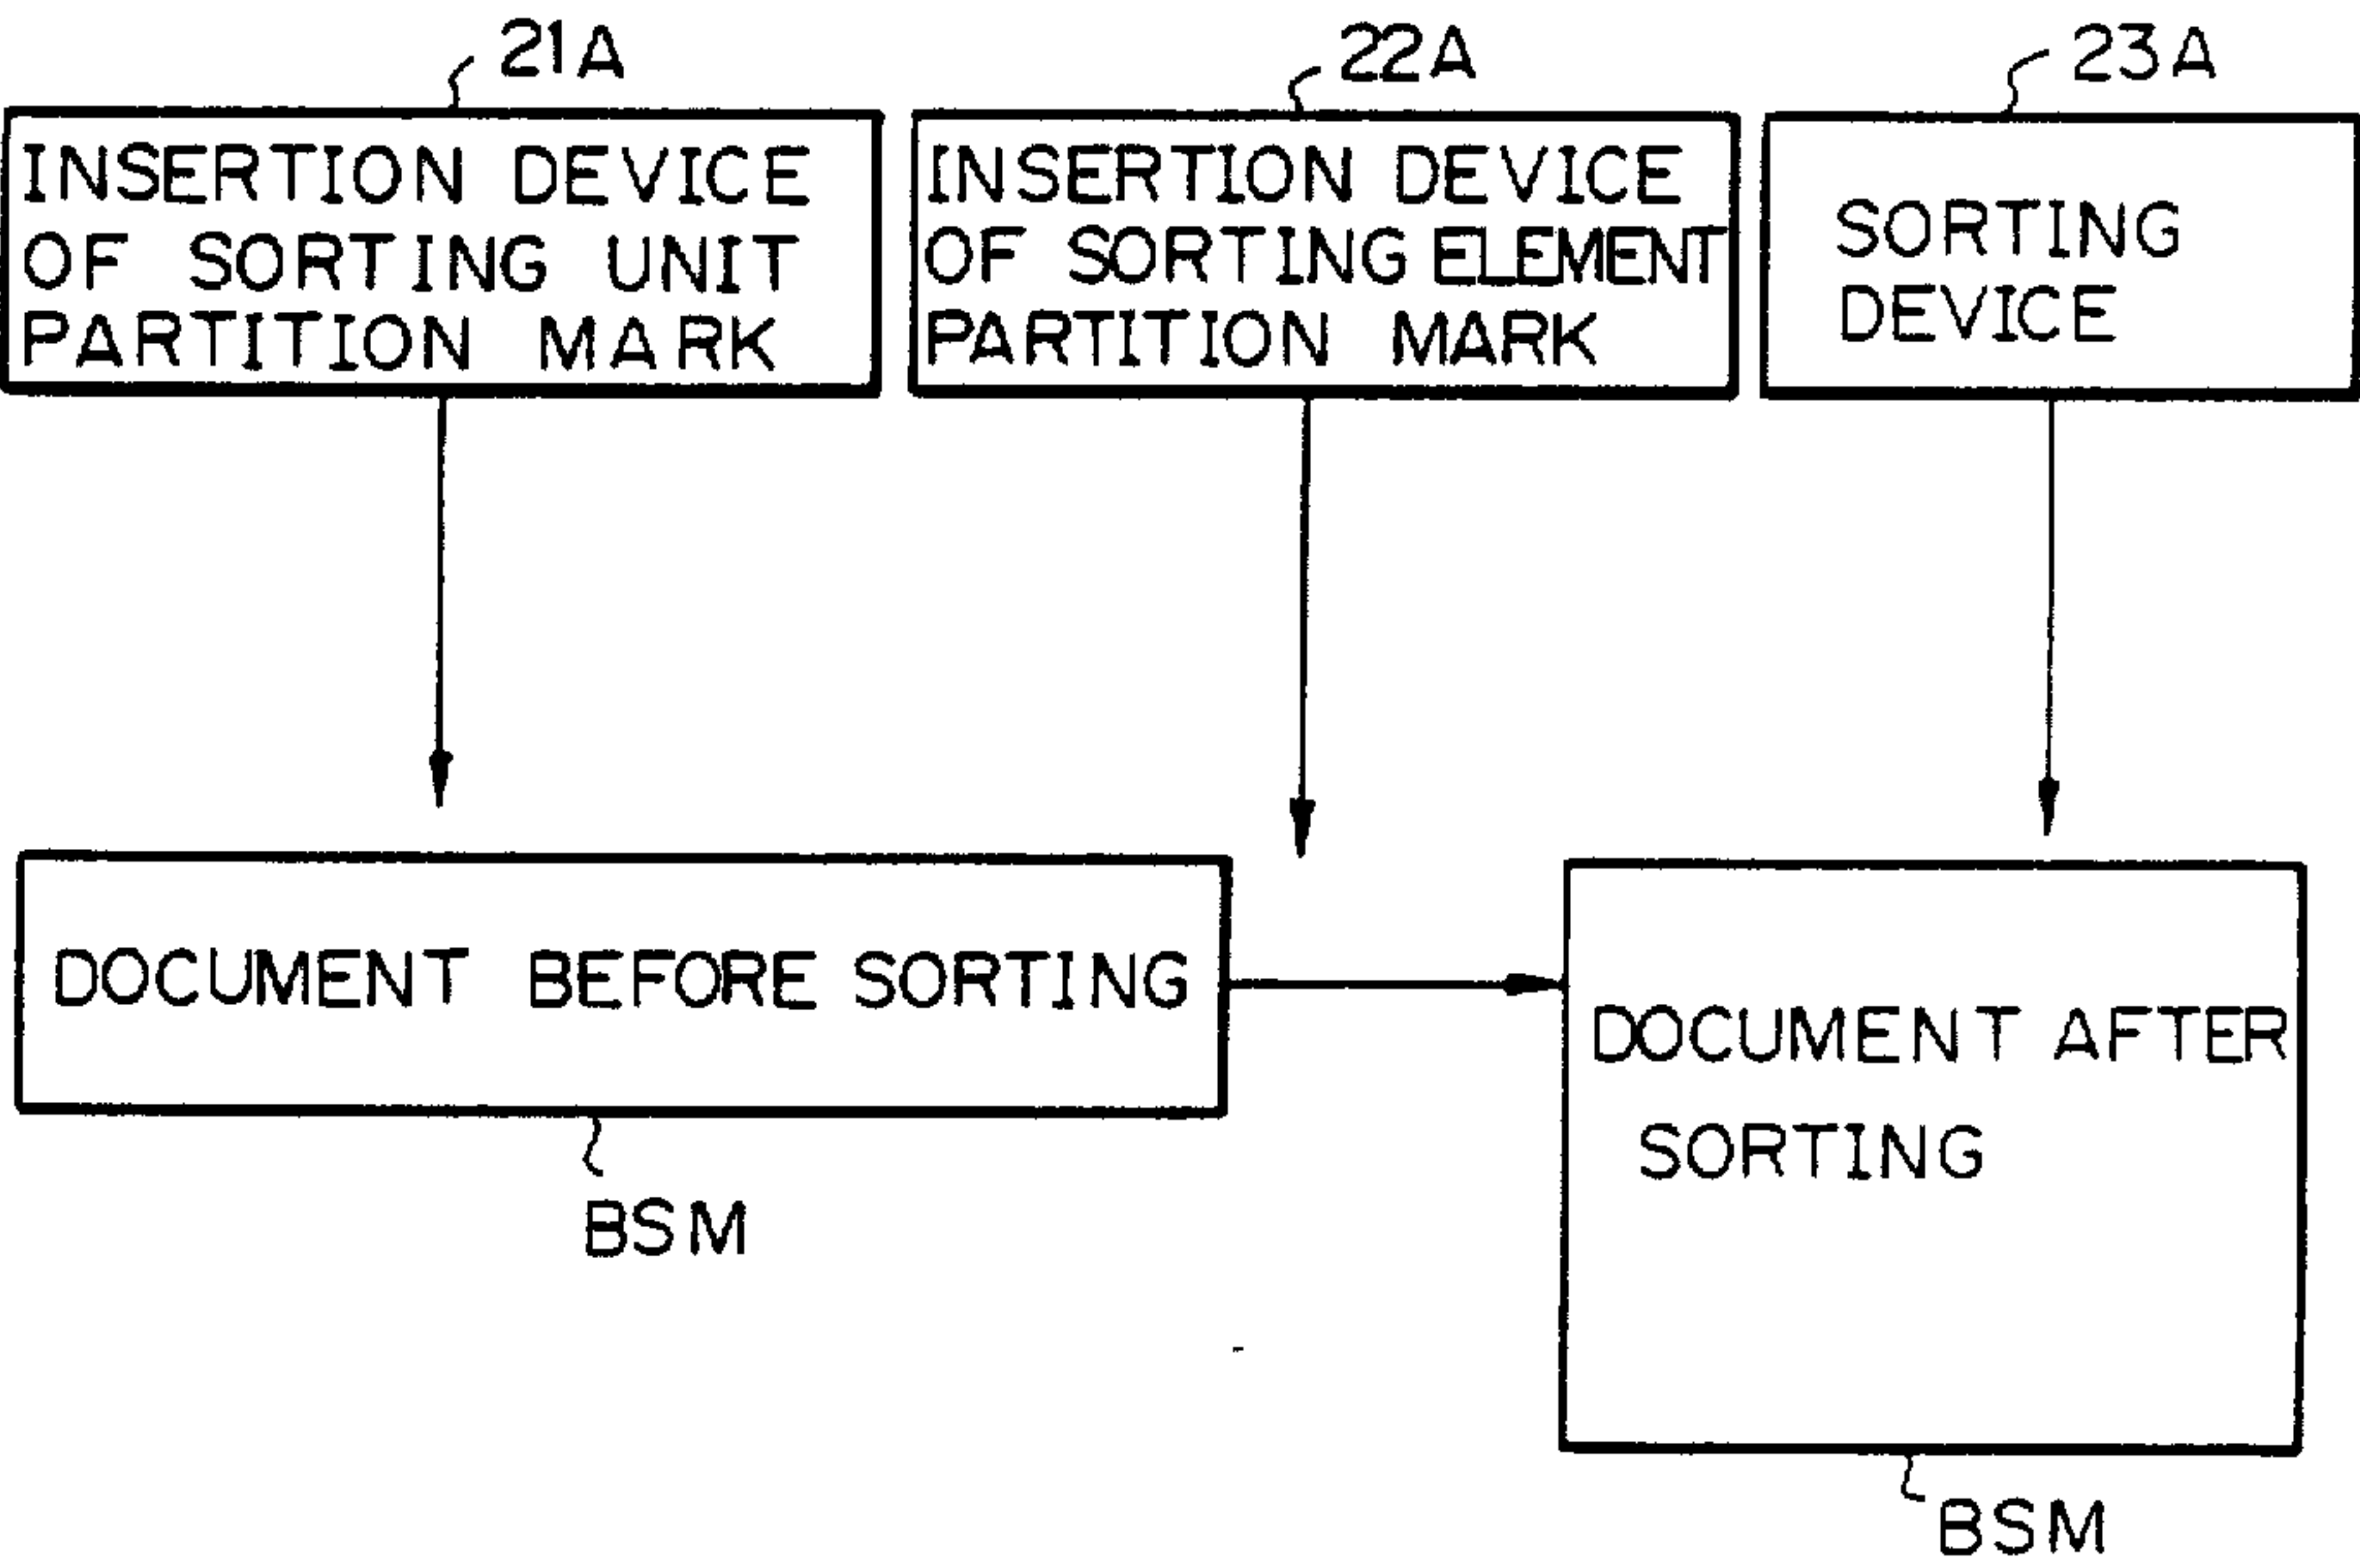 21A
22A
23A
INSERTION DEVICE
OF SORTING UNIT
PARTITION MARK
INSERTION DEVICE
OF SORTING ELEMENT
PARTITION MARK
SORTING
DEVICE
DOCUMENT BEFORE SORTING
BSM
DOCUMENT AFTER
SORTING
BSM